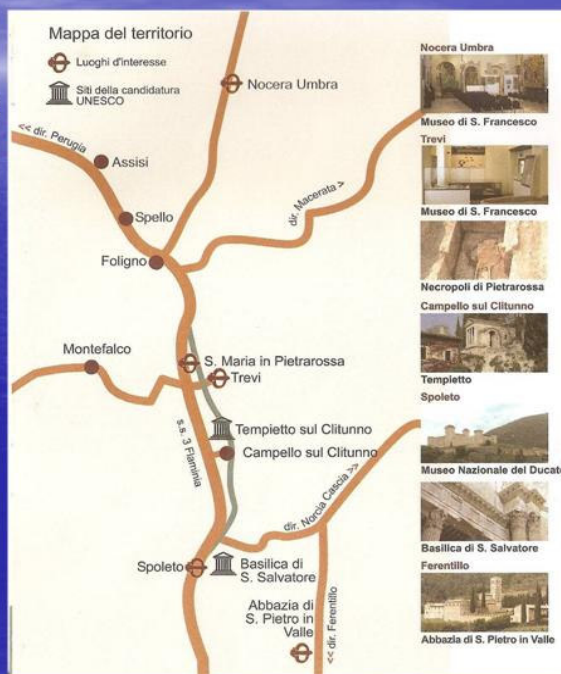 Mappa del territorio
Luoghi d'interesse
Siti della candidatura
UNESCO
Nocera Umbra
<< dir. Perugia
Assisi
Spello
dir. Macerata >
Foligno
Montefalco
S. Maria in Pietrarossa
Trevi
s.s. 3 Flaminia
Tempietto sul Clitunno
Campello sul Clitunno
dir. Norcia Cascia >>
Spoleto
Basilica di
S. Salvatore
Abbazia di
S. Pietro in
Valle
<< dir. Ferentillo
Nocera Umbra
Museo di S. Francesco
Trevi
Museo di S. Francesco
Necropoli di Pietrarossa
Campello sul Clitunno
Tempietto
Spoleto
Museo Nazionale del Ducato
Basilica di S. Salvatore
Ferentillo
Abbazia di S. Pietro in Valle